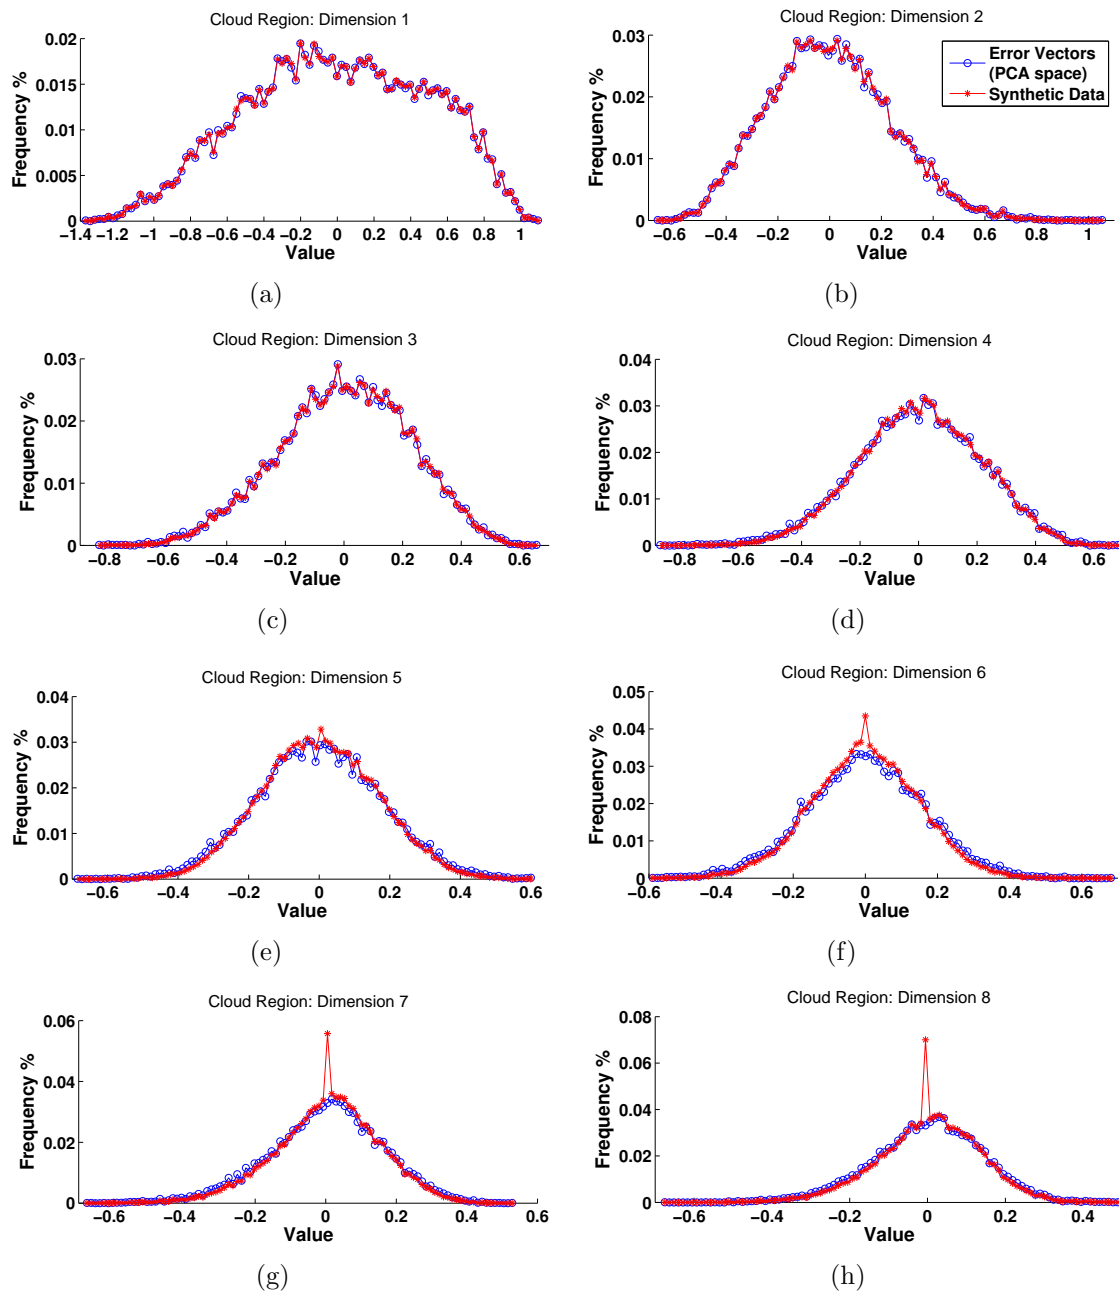 Cloud Region: Dimension 1
Frequency %
0.02
0.015
0.01
0.005
0
−1.4 −1.2 −1 −0.8 −0.6 −0.4 −0.2 0 0.2 0.4 0.6 0.8 1
Value
(a)
Cloud Region: Dimension 2
Error Vectors
(PCA space)
Synthetic Data
Frequency %
0.03
0.02
0.01
0
−0.6 −0.4 −0.2 0 0.2 0.4 0.6 0.8 1
Value
(b)
Cloud Region: Dimension 3
Frequency %
0.03
0.02
0.01
0
−0.8 −0.6 −0.4 −0.2 0 0.2 0.4 0.6
Value
(c)
Cloud Region: Dimension 4
Frequency %
0.04
0.03
0.02
0.01
0
−0.8 −0.6 −0.4 −0.2 0 0.2 0.4 0.6
Value
(d)
Cloud Region: Dimension 5
Frequency %
0.04
0.03
0.02
0.01
0
−0.6 −0.4 −0.2 0 0.2 0.4 0.6
Value
(e)
Cloud Region: Dimension 6
Frequency %
0.05
0.04
0.03
0.02
0.01
0
−0.6 −0.4 −0.2 0 0.2 0.4 0.6
Value
(f)
Cloud Region: Dimension 7
Frequency %
0.06
0.04
0.02
0
−0.6 −0.4 −0.2 0 0.2 0.4 0.6
Value
(g)
Cloud Region: Dimension 8
Frequency %
0.08
0.06
0.04
0.02
0
−0.6 −0.4 −0.2 0 0.2 0.4
Value
(h)